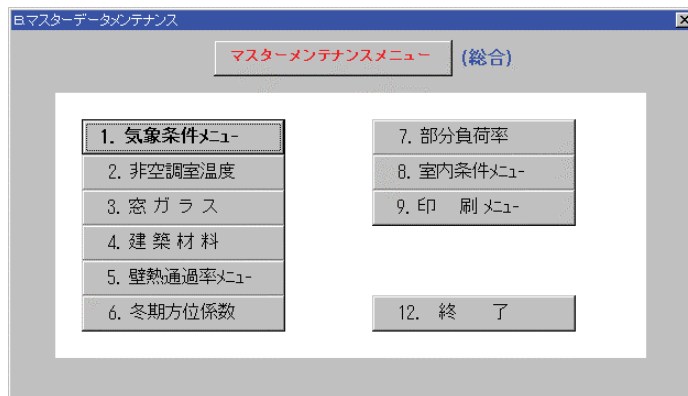 B.マスターデータメンテナンス
マスターメンテナンスメニュー (総合)
1. 気象条件ﾒﾆｭｰ
2. 非空調室温度
3. 窓 ガ ラ ス
4. 建 築 材 料
5. 壁熱通過率ﾒﾆｭｰ
6. 冬期方位係数
7. 部分負荷率
8. 室内条件ﾒﾆｭｰ
9. 印 刷 ﾒﾆｭｰ
12. 終 了